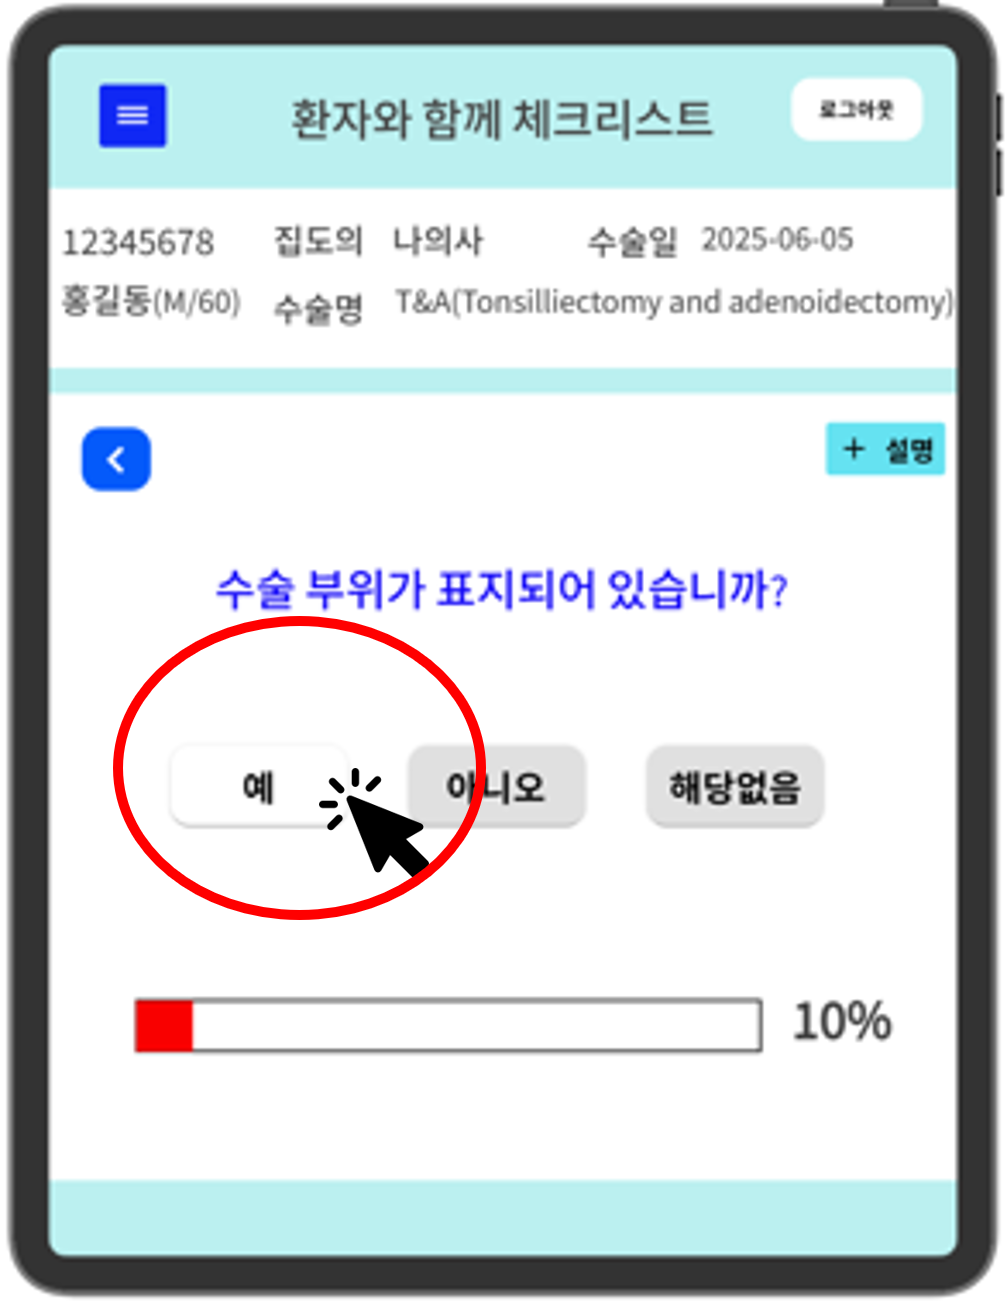 환자와 함께 체크리스트
로그아웃
12345678 집도의 나의사 수술일 2025-06-05
홍길동(M/60) 수술명 T&A(Tonsilliectomy and adenoidectomy)
+ 설명
수술 부위가 표지되어 있습니까?
예 아니오 해당없음
10%